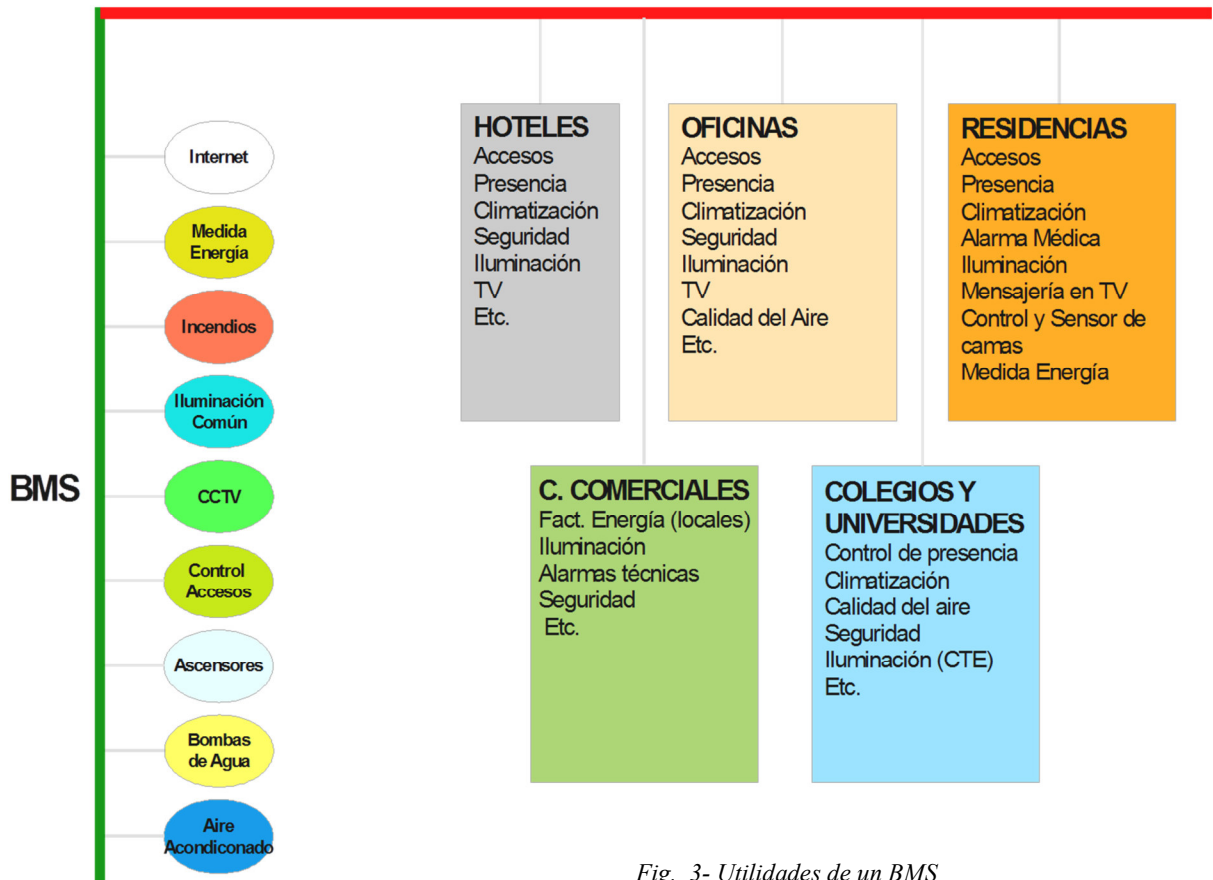 BMS
Internet
Medida
Energía
Incendios
Iluminación
Común
CCTV
Control
Accesos
Ascensores
Bombas
de Agua
Aire
Acondiconado
HOTELES
Accesos
Presencia
Climatización
Seguridad
Iluminación
TV
Etc.
OFICINAS
Accesos
Presencia
Climatización
Seguridad
Iluminación
TV
Calidad del Aire
Etc.
RESIDENCIAS
Accesos
Presencia
Climatización
Alarma Médica
Iluminación
Mensajería en TV
Control y Sensor de
camas
Medida Energía
C. COMERCIALES
Fact. Energía (locales)
Iluminación
Alarmas técnicas
Seguridad
Etc.
COLEGIOS Y
UNIVERSIDADES
Control de presencia
Climatización
Calidad del aire
Seguridad
Iluminación (CTE)
Etc.
Fig. 3- Utilidades de un BMS